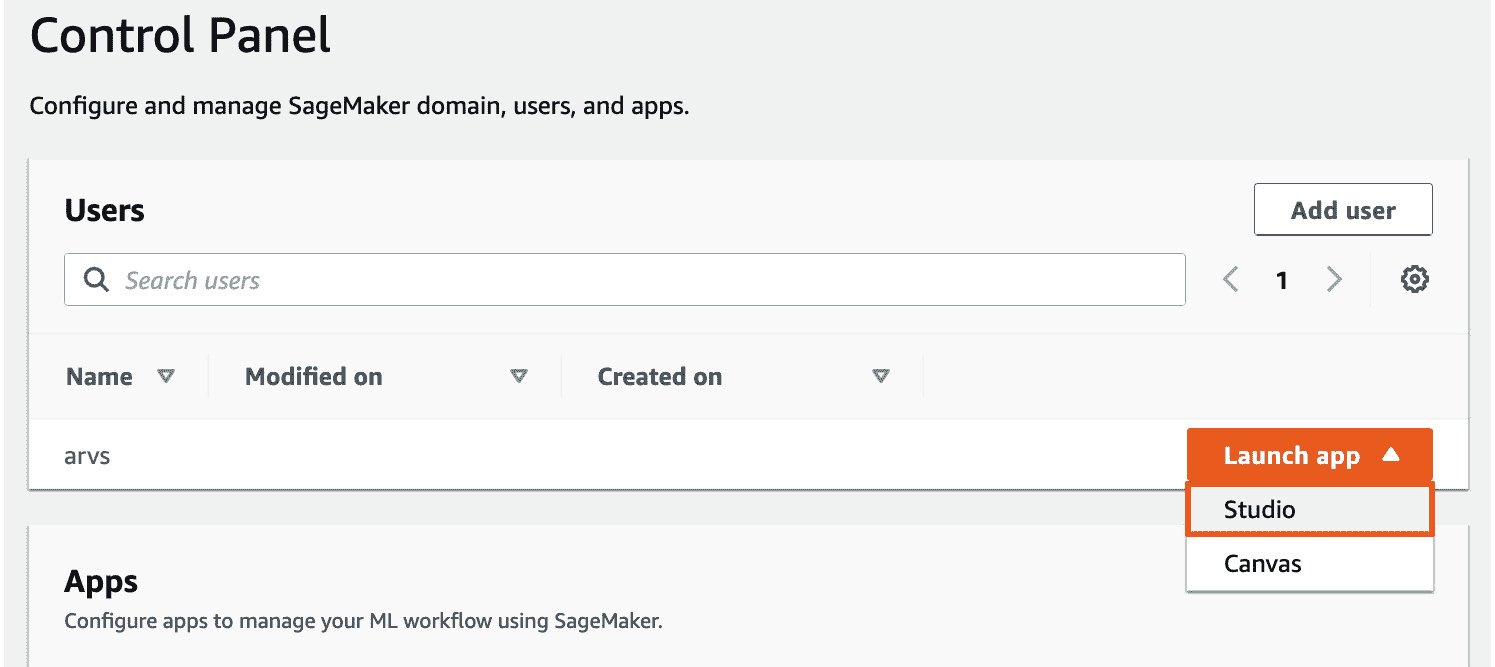 Control Panel
Configure and manage SageMaker domain, users, and apps.
Users
Add user
Search users
1
Name Modified on Created on
arvs
Launch app
Studio
Canvas
Apps
Configure apps to manage your ML workflow using SageMaker.